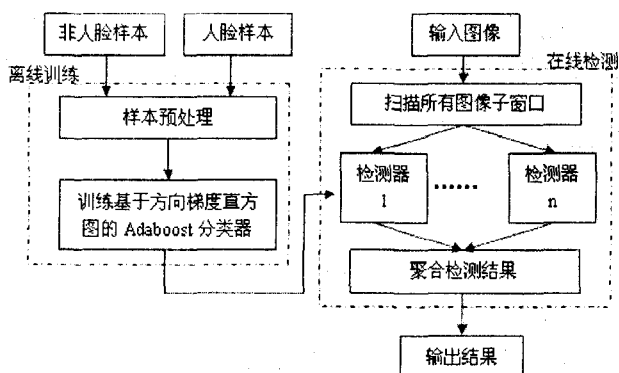 非人脸样本
人脸样本
离线训练
样本预处理
训练基于方向梯度直方
图的 Adaboost 分类器
输入图像
在线检测
扫描所有图像子窗口
检测器
1
······
检测器
n
聚合检测结果
输出结果